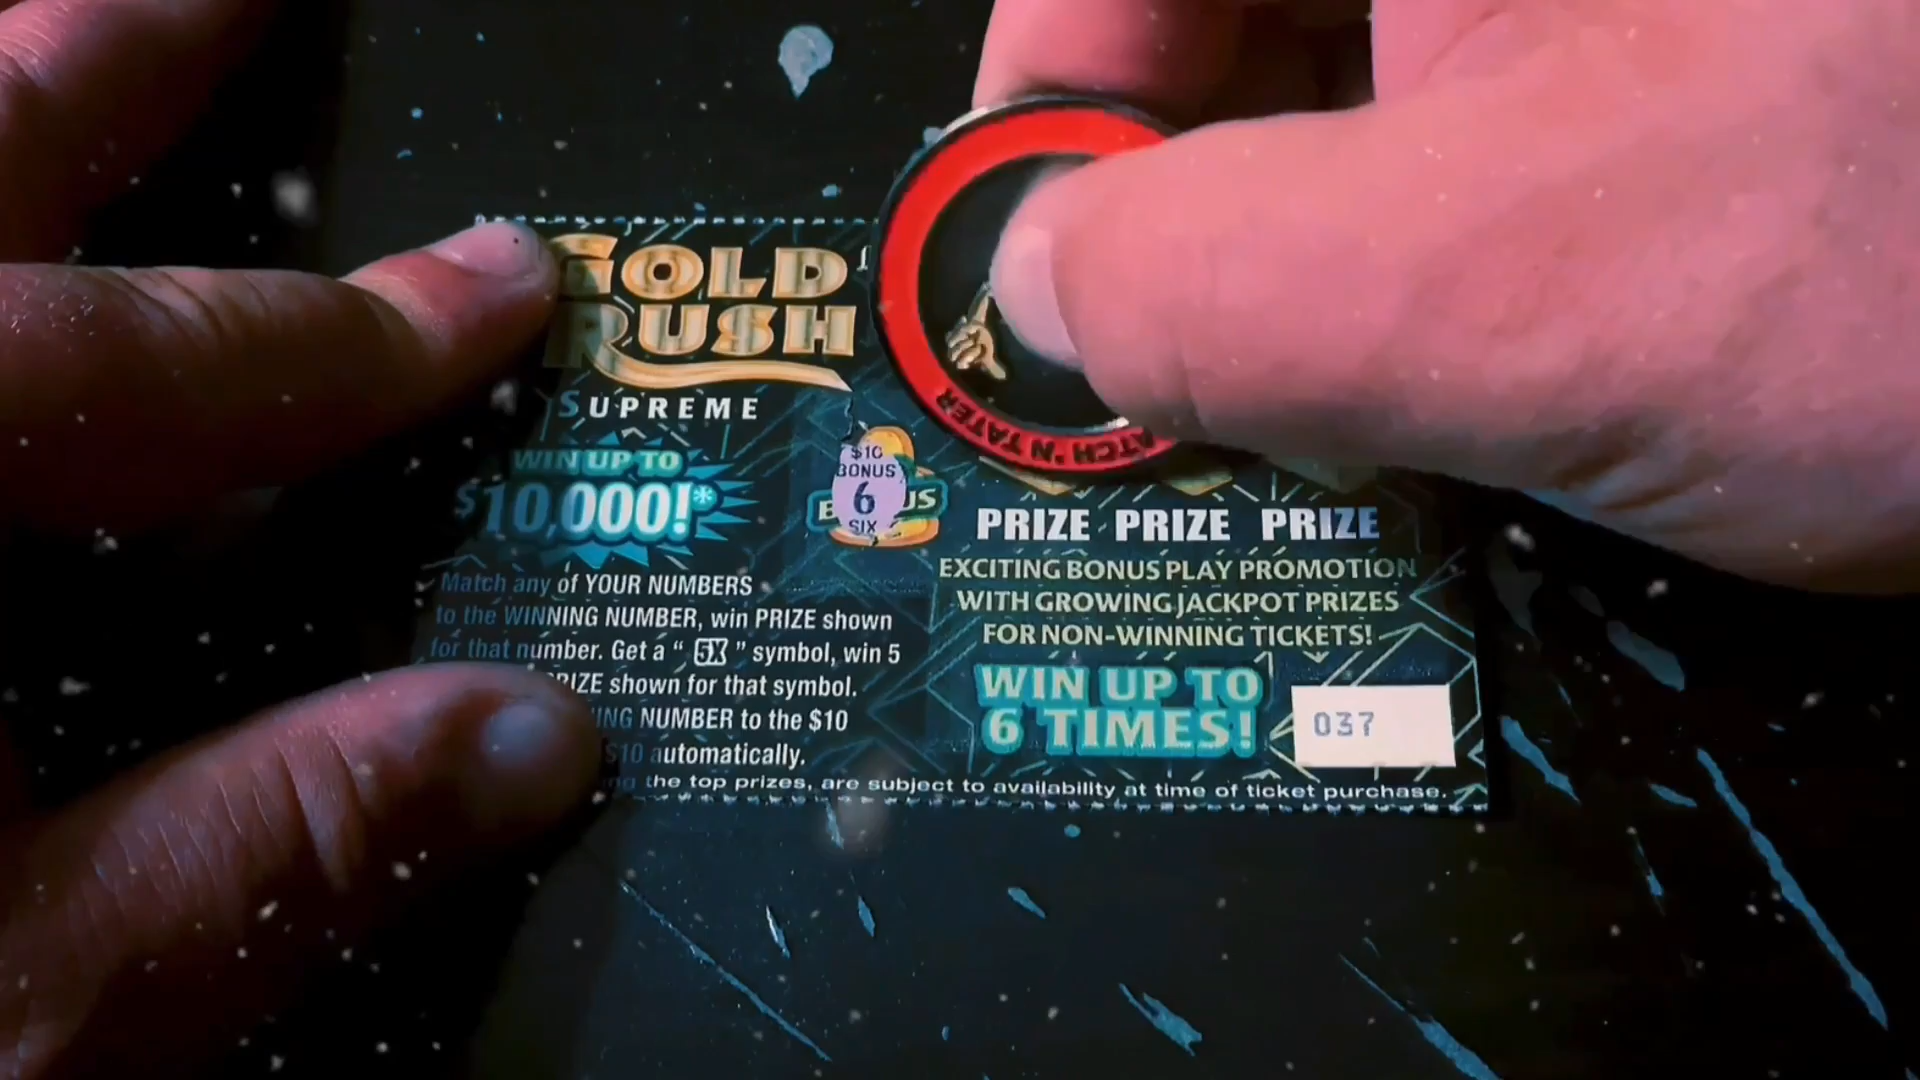 GOLD
RUSH
SUPREME
WIN UP TO
$10,000!*
Match any of YOUR NUMBERS
to the WINNING NUMBER, win PRIZE shown
for that number. Get a "5X" symbol, win 5
shown for that symbol.
NUMBER to the $10
$10 automatically.
the top prizes, are subject to availability at time of ticket purchase.
$10
BONUS
6
SIX
'N TATER
PRIZE PRIZE PRIZE
EXCITING BONUS PLAY PROMOTION
WITH GROWING JACKPOT PRIZES
FOR NON-WINNING TICKETS!
WIN UP TO
6 TIMES!
037